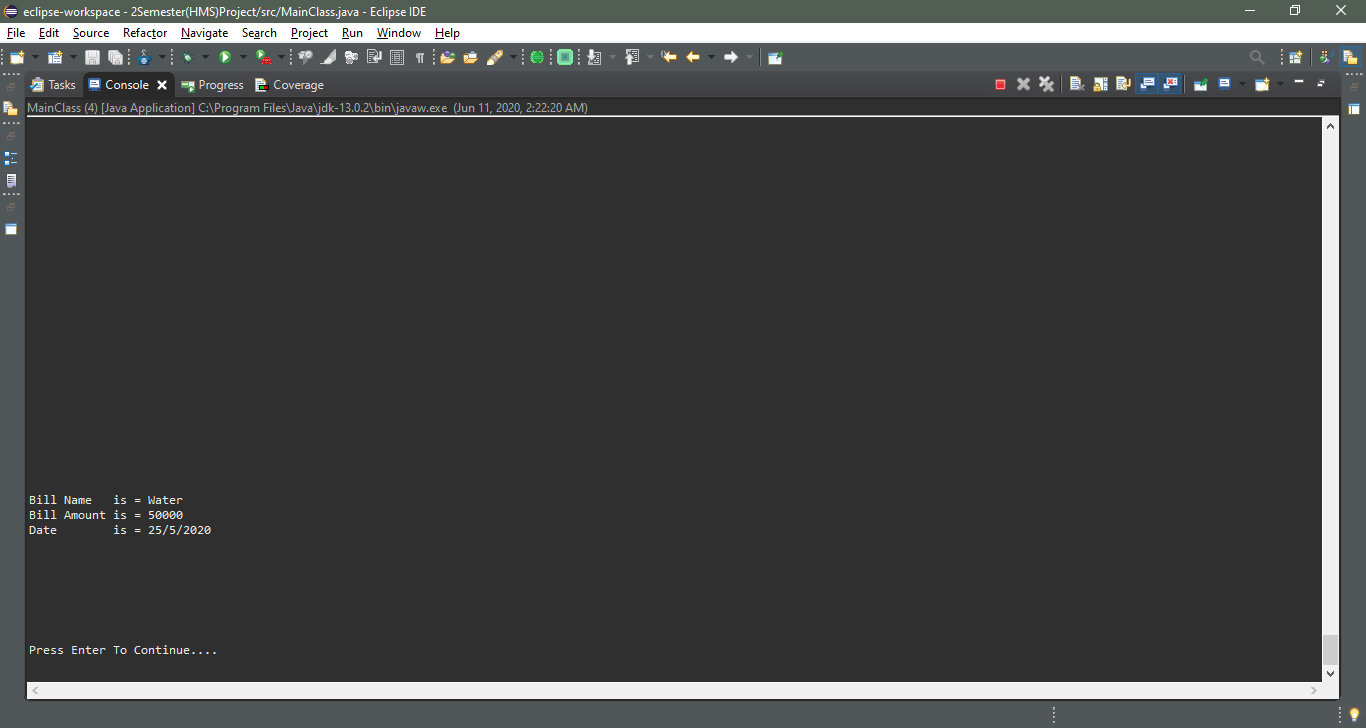 eclipse-workspace - 2Semester(HMS)Project/src/MainClass.java - Eclipse IDE
File Edit Source Refactor Navigate Search Project Run Window Help
Tasks Console Progress Coverage
MainClass (4) [Java Application] C:\Program Files\Java\jdk-13.0.2\bin\javaw.exe (Jun 11, 2020, 2:22:20 AM)
Bill Name   is = Water
Bill Amount is = 50000
Date        is = 25/5/2020
Press Enter To Continue....